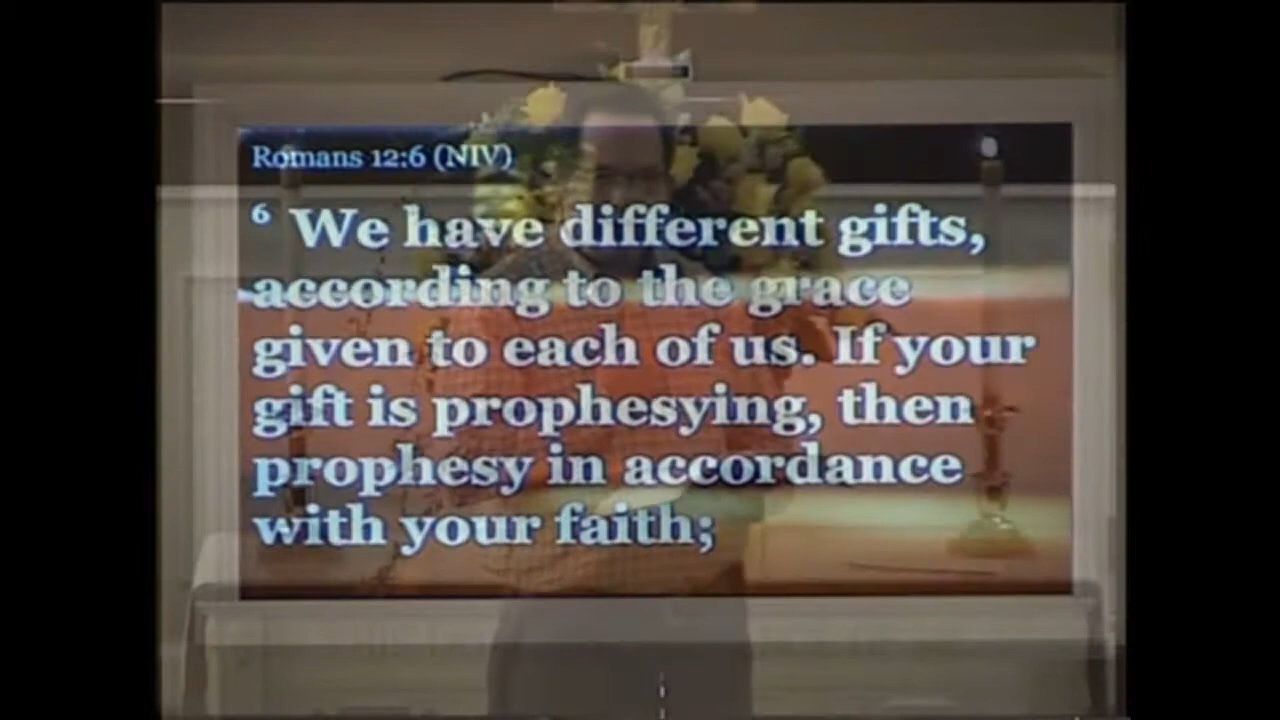 Romans 12:6 (NIV)
6 We have different gifts,
according to the grace
given to each of us. If your
gift is prophesying, then
prophesy in accordance
with your faith;